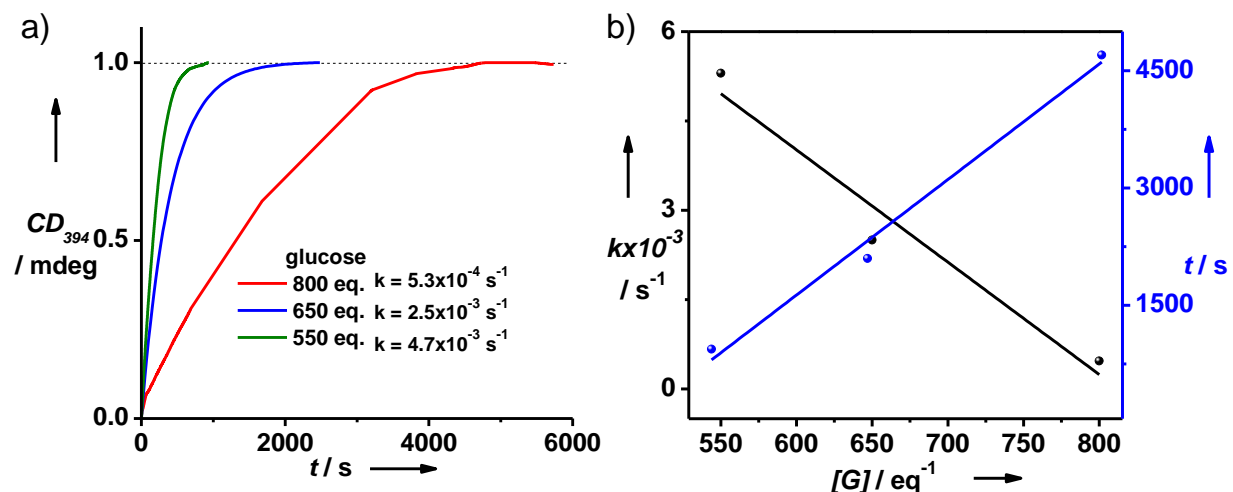 a)
1.0
0.5
0.0
CD394
/ mdeg
glucose
800 eq. k = 5.3x10-4 s-1
650 eq. k = 2.5x10-3 s-1
550 eq. k = 4.7x10-3 s-1
0 2000 4000 6000
t / s
b)
6
3
0
kx10-3
/ s-1
4500
3000
1500
t / s
550 600 650 700 750 800
[G] / eq-1